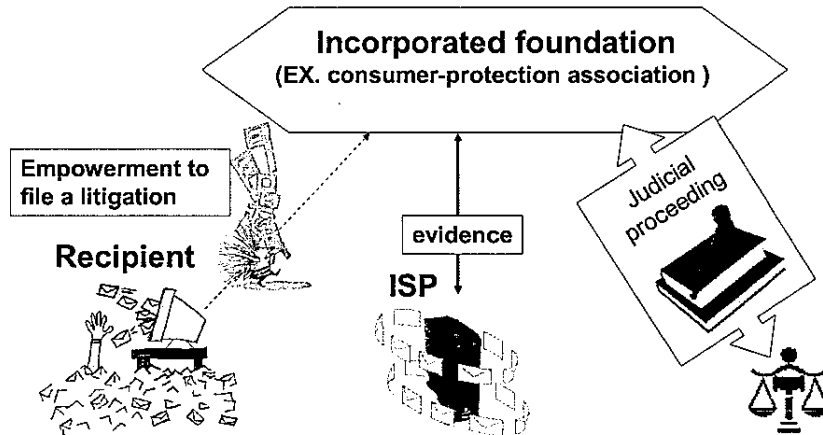 Incorporated foundation
(EX. consumer-protection association )
Empowerment to
file a litigation
Judicial
proceeding
evidence
Recipient
ISP